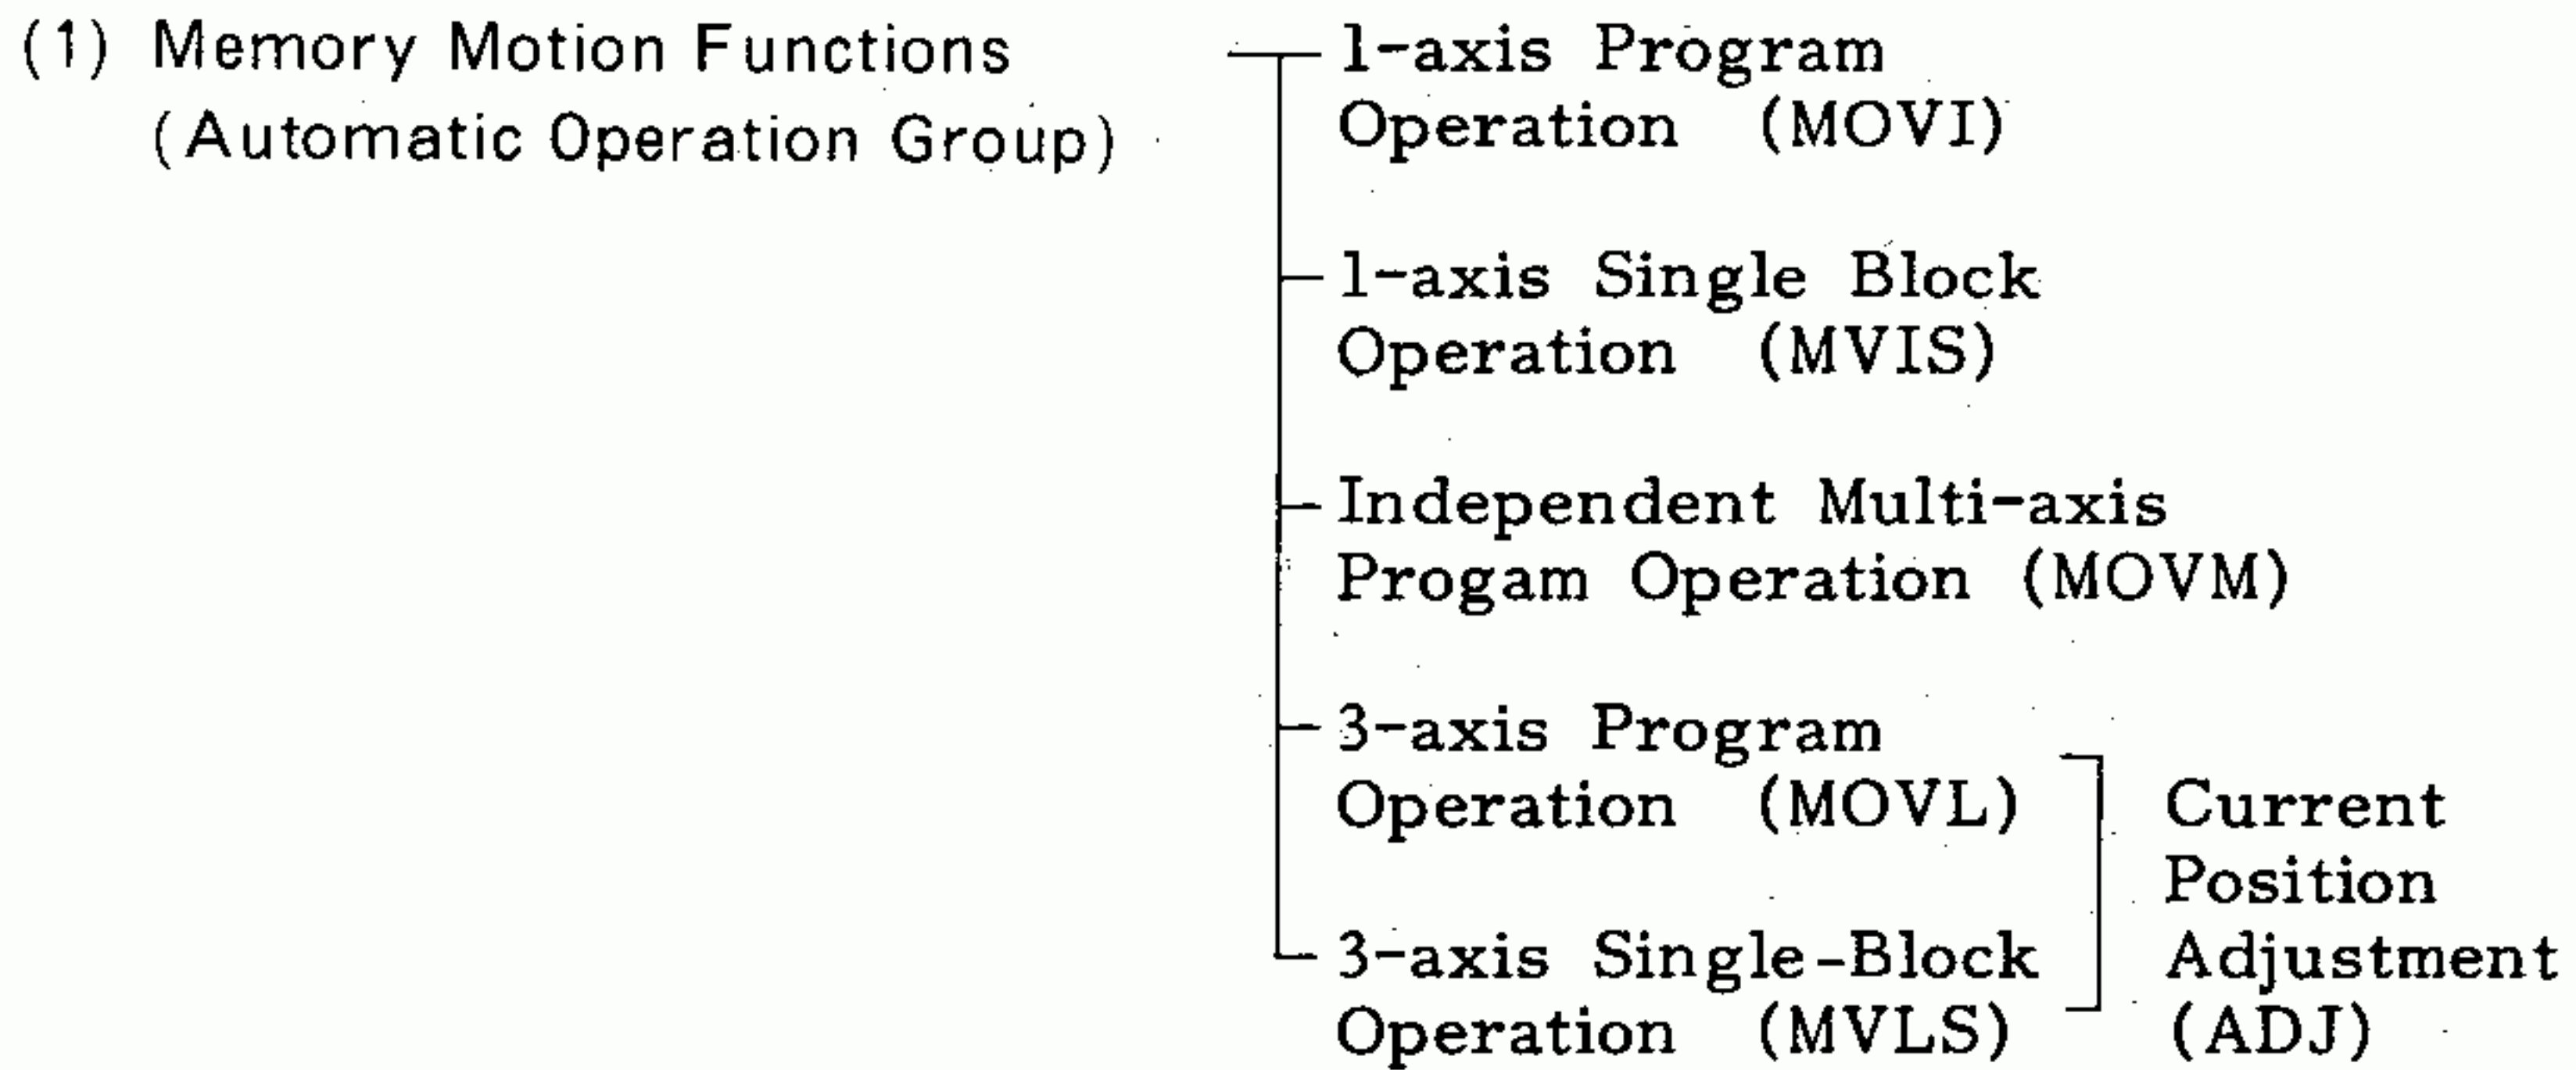 (1) Memory Motion Functions
(Automatic Operation Group)
1-axis Program
Operation (MOVI)
1-axis Single Block
Operation (MVIS)
Independent Multi-axis
Progam Operation (MOVM)
3-axis Program
Operation (MOVL)
3-axis Single-Block
Operation (MVLS)
Current
Position
Adjustment
(ADJ)